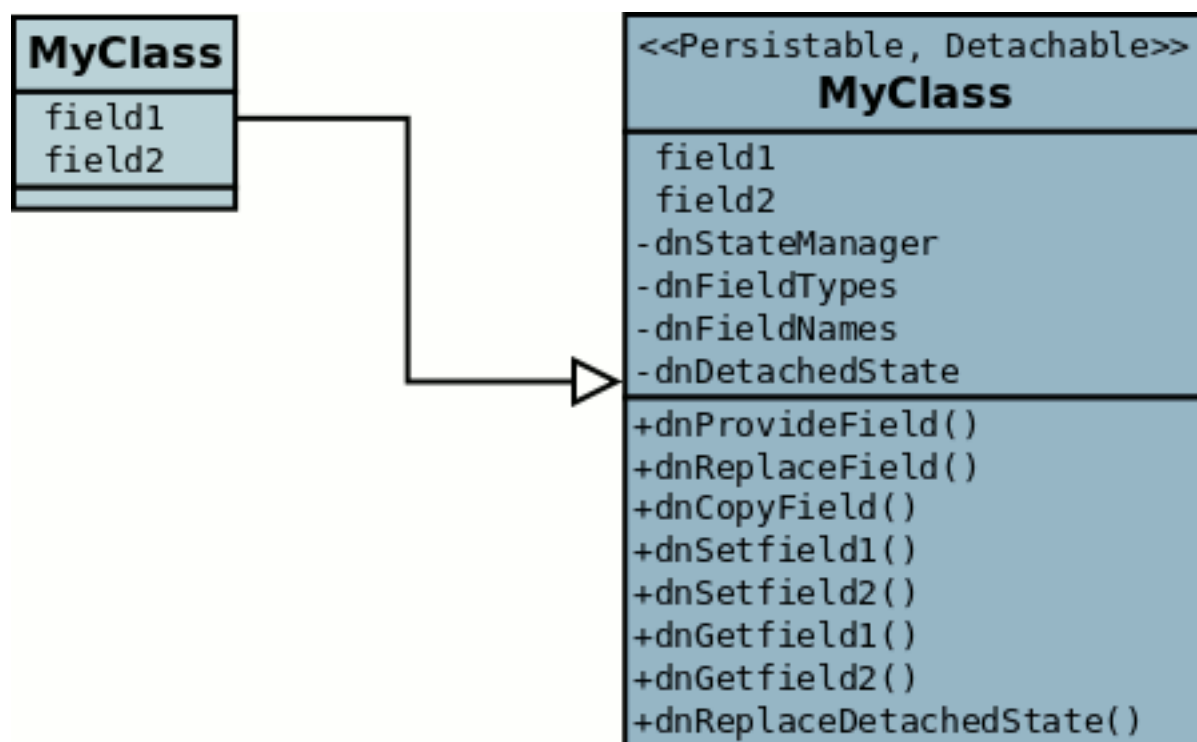 MyClass
field1
field2
<<Persistable, Detachable>>
MyClass
field1
field2
-dnStateManager
-dnFieldTypes
-dnFieldNames
-dnDetachedState
+dnProvideField()
+dnReplaceField()
+dnCopyField()
+dnSetfield1()
+dnSetfield2()
+dnGetfield1()
+dnGetfield2()
+dnReplaceDetachedState()